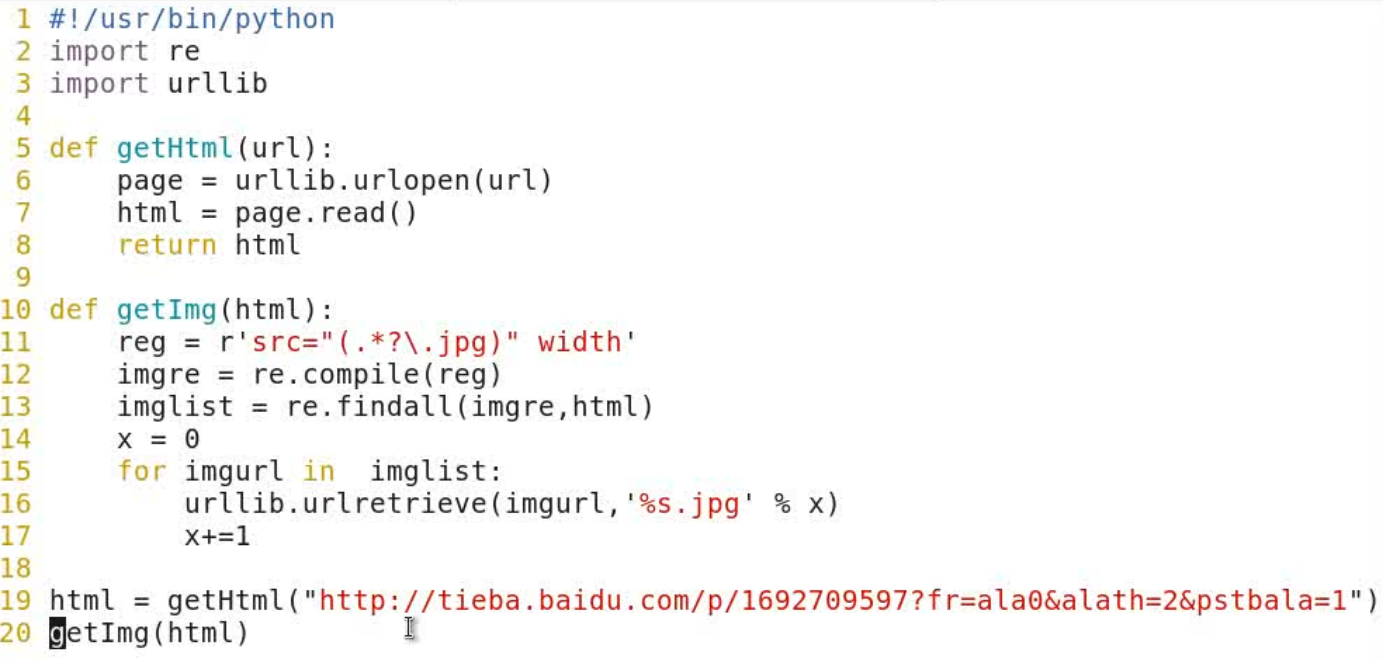 1 #!/usr/bin/python
2 import re
3 import urllib
4
5 def getHtml(url):
6     page = urllib.urlopen(url)
7     html = page.read()
8     return html
9
10 def getImg(html):
11     reg = r'src="(.*?\.jpg)" width'
12     imgre = re.compile(reg)
13     imglist = re.findall(imgre,html)
14     x = 0
15     for imgurl in  imglist:
16         urllib.urlretrieve(imgurl,'%s.jpg' % x)
17         x+=1
18
19 html = getHtml("http://tieba.baidu.com/p/1692709597?fr=ala0&alath=2&pstbala=1")
20 getImg(html)